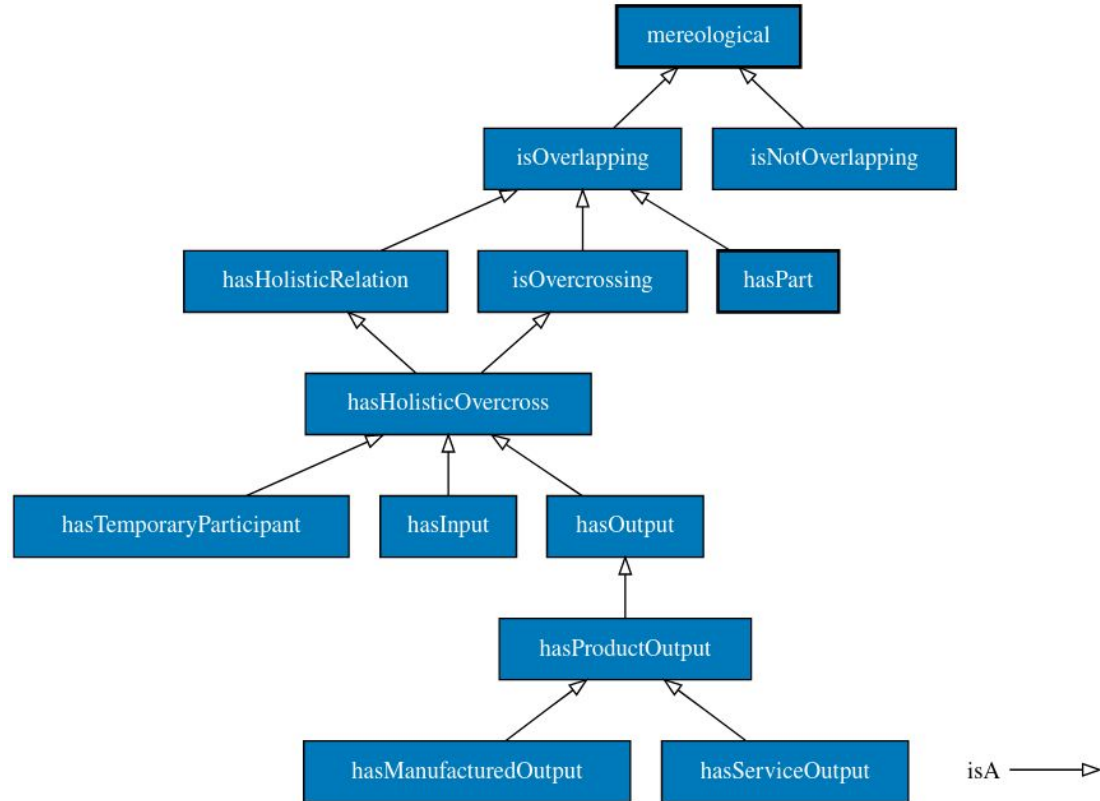 mereological
isOverlapping
isNotOverlapping
hasHolisticRelation
isOvercrossing
hasPart
hasHolisticOvercross
hasTemporaryParticipant
hasInput
hasOutput
hasProductOutput
hasManufacturedOutput
hasServiceOutput
isA